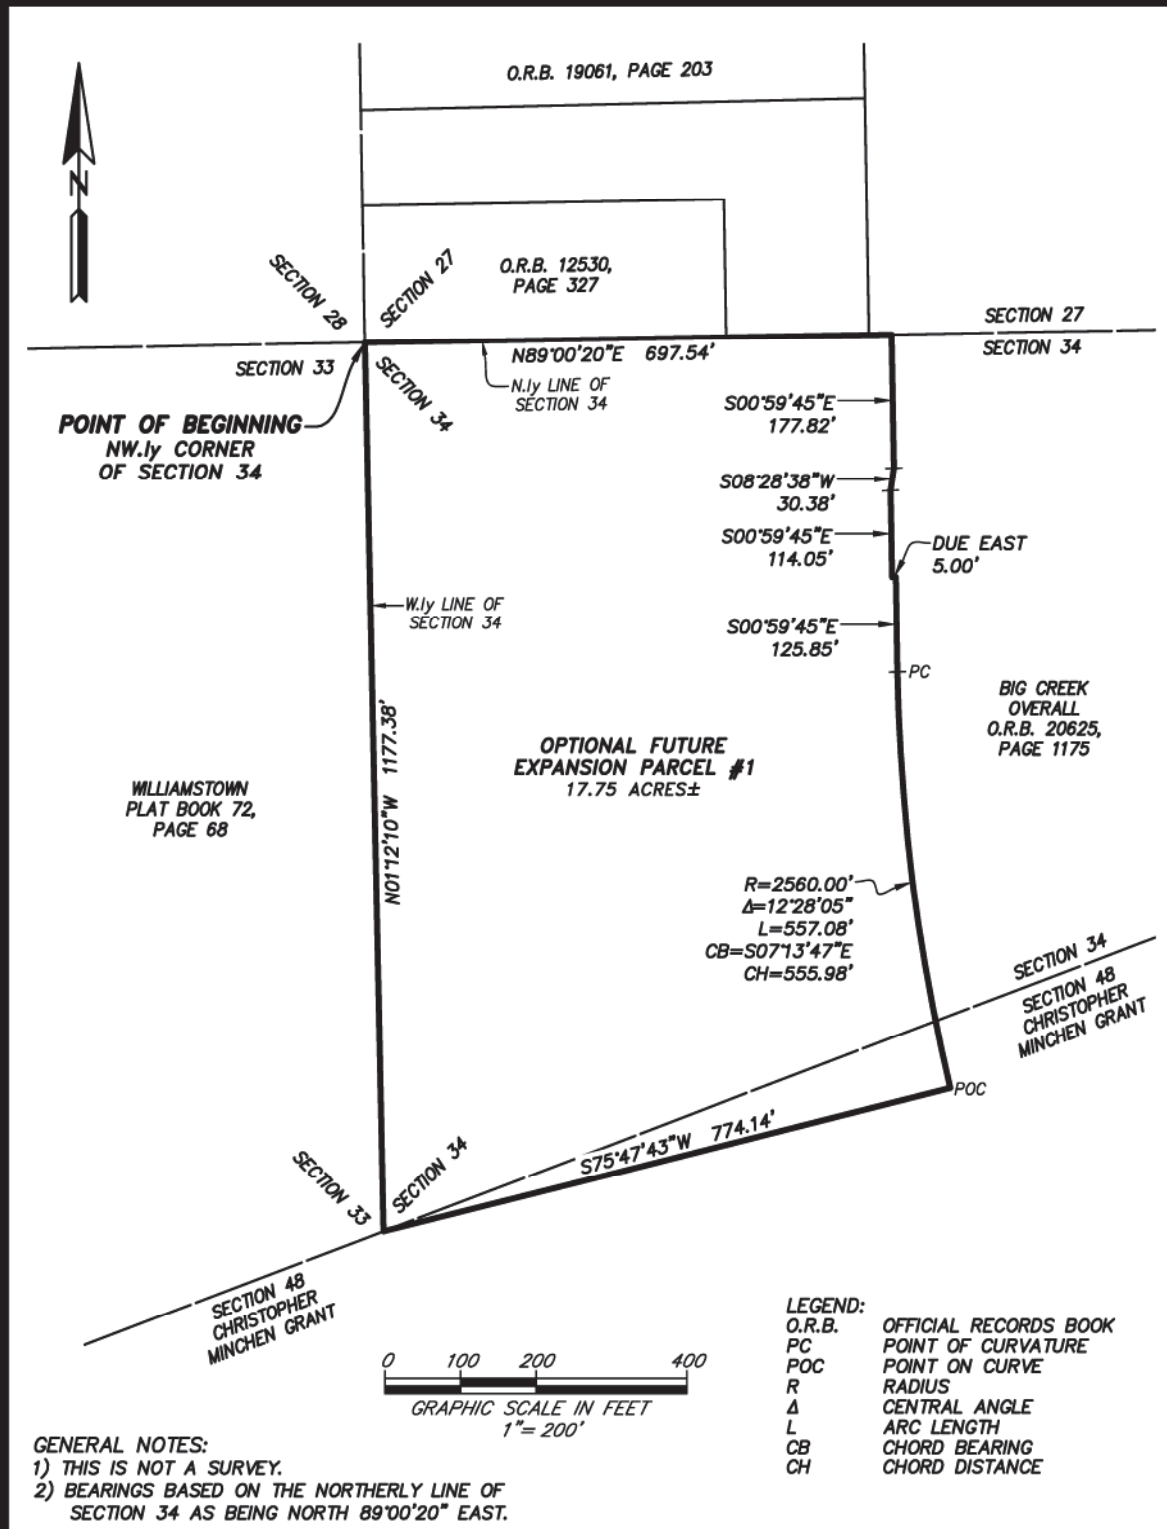 O.R.B. 19061, PAGE 203
N
SECTION 28
SECTION 27
O.R.B. 12530,
PAGE 327
SECTION 27
SECTION 34
SECTION 33
SECTION 34
N89°00'20"E 697.54'
N.ly LINE OF
SECTION 34
POINT OF BEGINNING
NW.ly CORNER
OF SECTION 34
S00°59'45"E
177.82'
S08°28'38"W
30.38'
S00°59'45"E
114.05'
DUE EAST
5.00'
W.ly LINE OF
SECTION 34
S00°59'45"E
125.85'
PC
BIG CREEK
OVERALL
O.R.B. 20625,
PAGE 1175
N01°12'10"W 1177.38'
OPTIONAL FUTURE
EXPANSION PARCEL #1
17.75 ACRES±
WILLIAMSTOWN
PLAT BOOK 72,
PAGE 68
R=2560.00'
Δ=12°28'05"
L=557.08'
CB=S07°13'47"E
CH=555.98'
SECTION 34
SECTION 48
CHRISTOPHER
MINCHEN GRANT
POC
S75°47'43"W 774.14'
SECTION 33
SECTION 34
SECTION 48
CHRISTOPHER
MINCHEN GRANT
0 100 200 400
GRAPHIC SCALE IN FEET
1"= 200'
LEGEND:
O.R.B. OFFICIAL RECORDS BOOK
PC POINT OF CURVATURE
POC POINT ON CURVE
R RADIUS
Δ CENTRAL ANGLE
L ARC LENGTH
CB CHORD BEARING
CH CHORD DISTANCE
GENERAL NOTES:
1) THIS IS NOT A SURVEY.
2) BEARINGS BASED ON THE NORTHERLY LINE OF
SECTION 34 AS BEING NORTH 89°00'20" EAST.